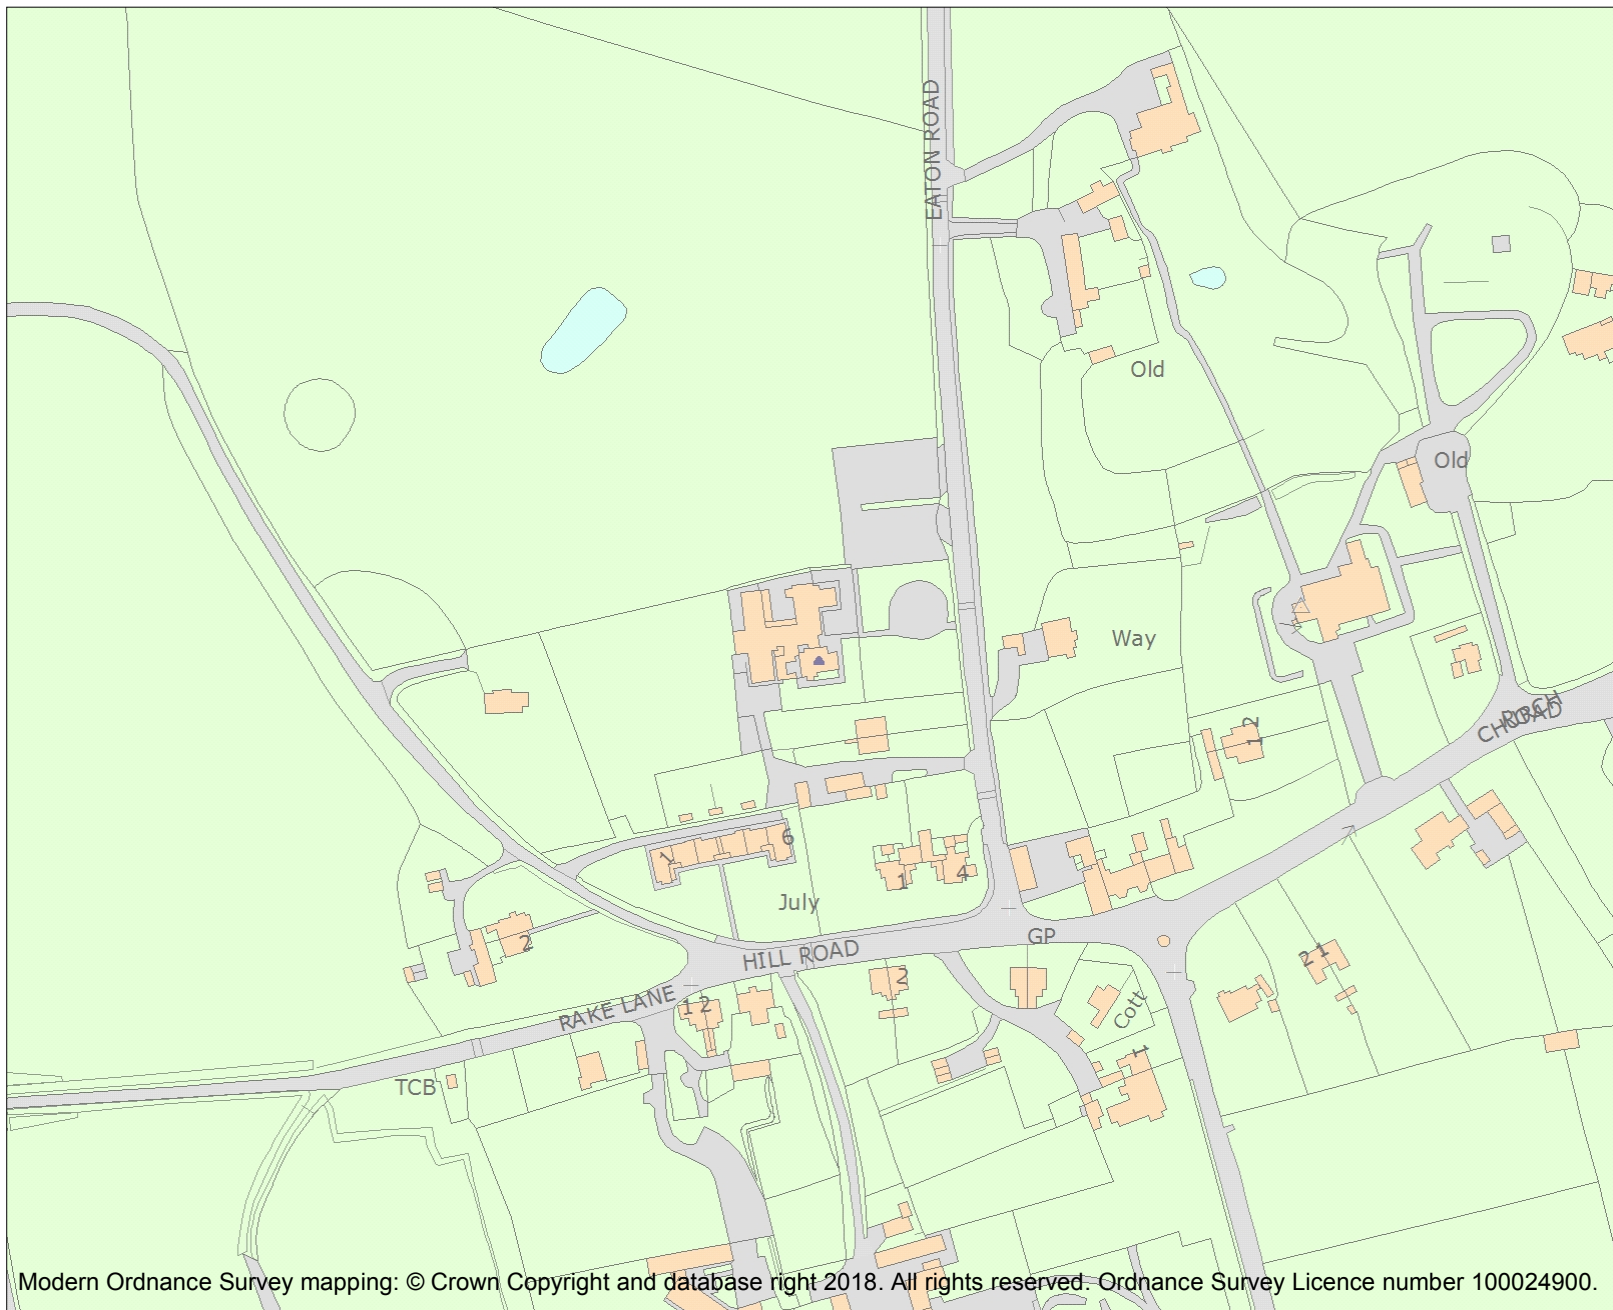 EATON ROAD
Old
Old
Way
1 2
CHURCH ROAD
6
1
1
4
July
GP
HILL ROAD
2
2
2 1
RAKE LANE
1 2
Cott
1
TCB
Modern Ordnance Survey mapping: © Crown Copyright and database right 2018. All rights reserved. Ordnance Survey Licence number 100024900.